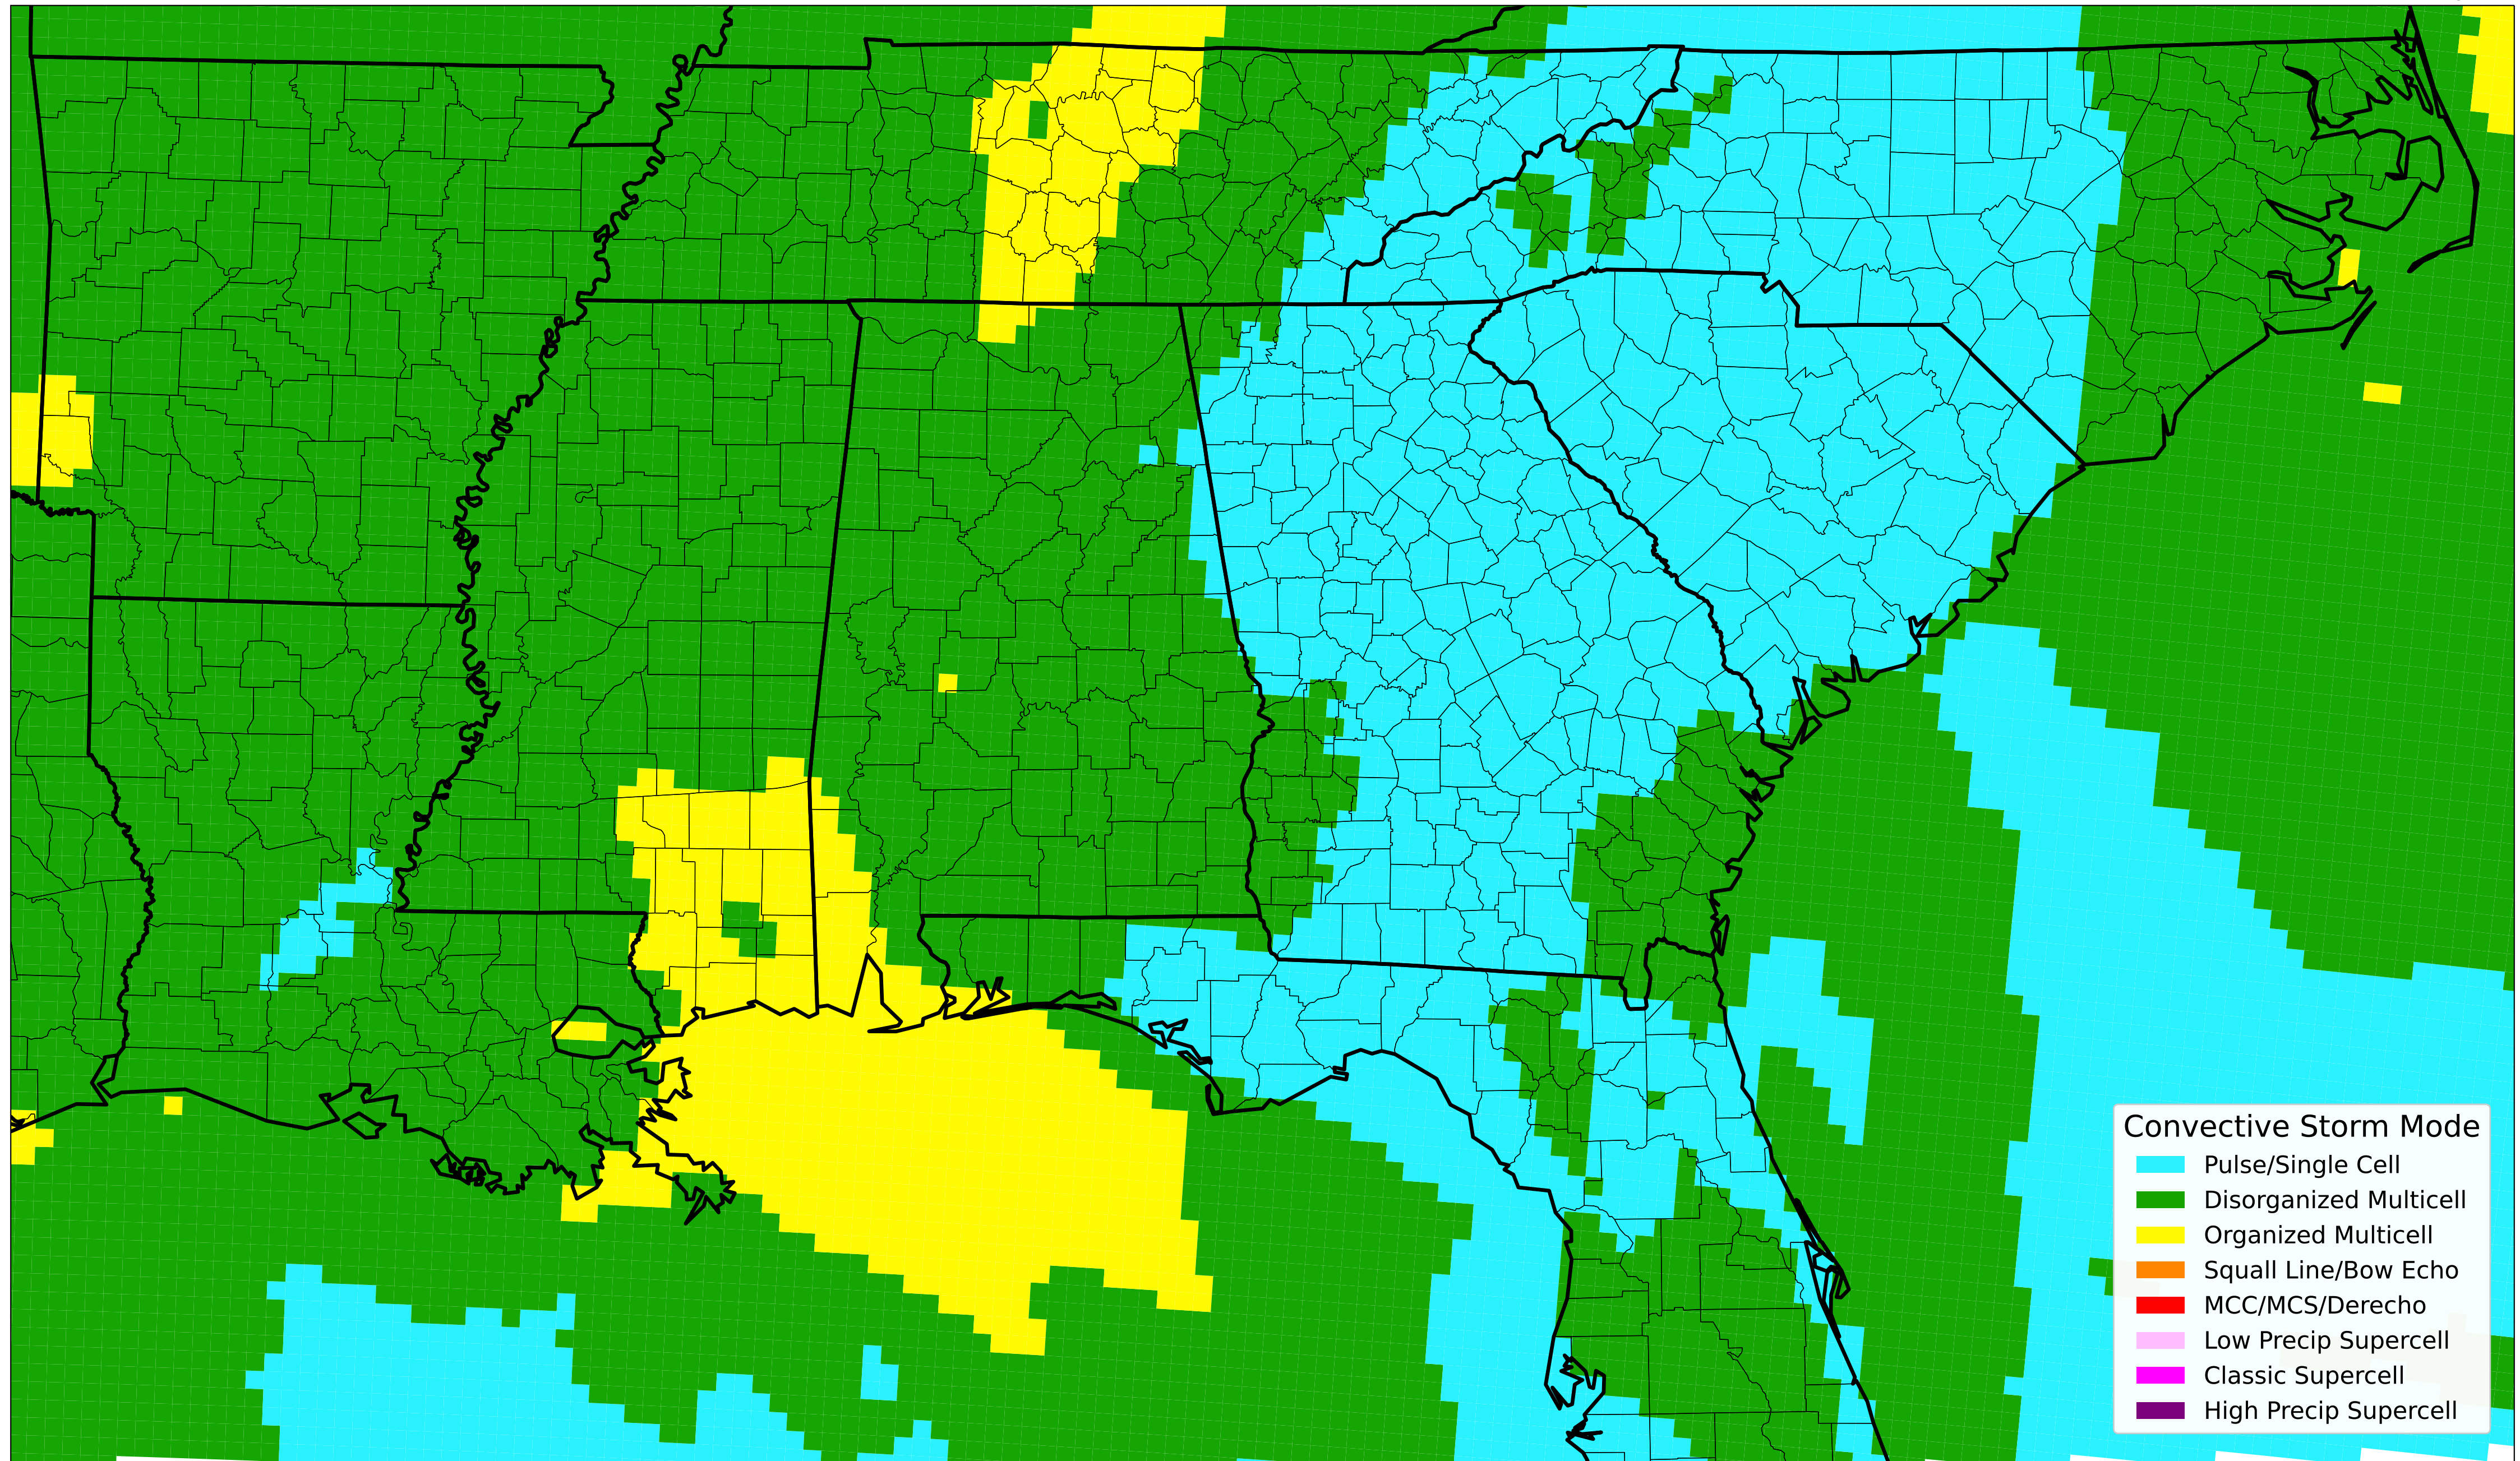 Convective Storm Mode
Pulse/Single Cell
Disorganized Multicell
Organized Multicell
Squall Line/Bow Echo
MCC/MCS/Derecho
Low Precip Supercell
Classic Supercell
High Precip Supercell